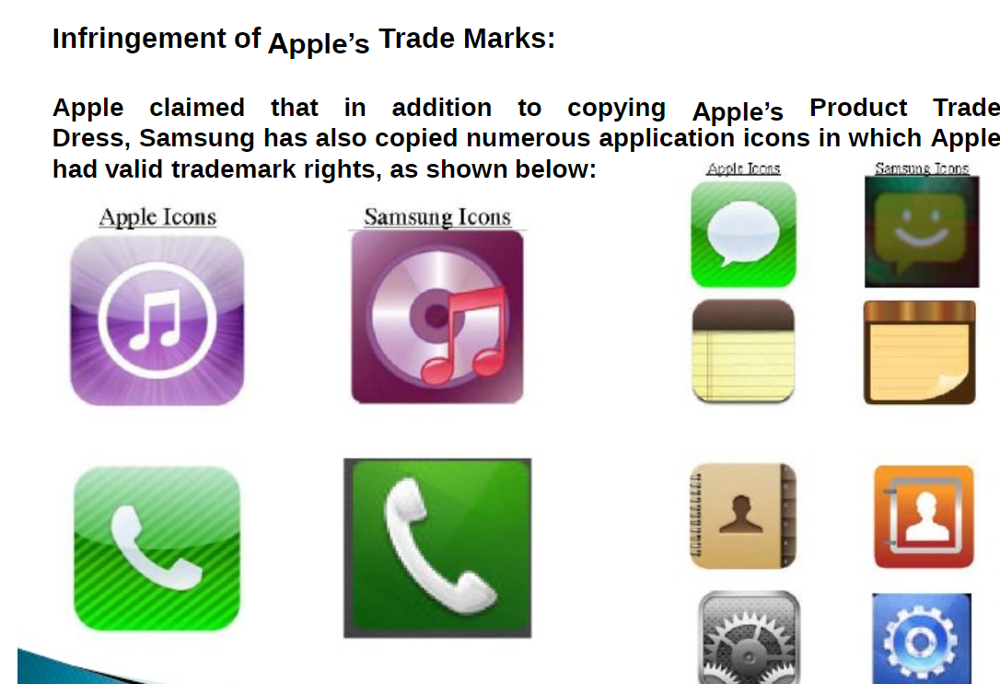 Infringement of Apple’s Trade Marks:
Apple claimed that in addition to copying Apple’s Product Trade
Dress, Samsung has also copied numerous application icons in which Apple
had valid trademark rights, as shown below:
Apple Icons Samsung Icons
Apple Icons Samsung Icons